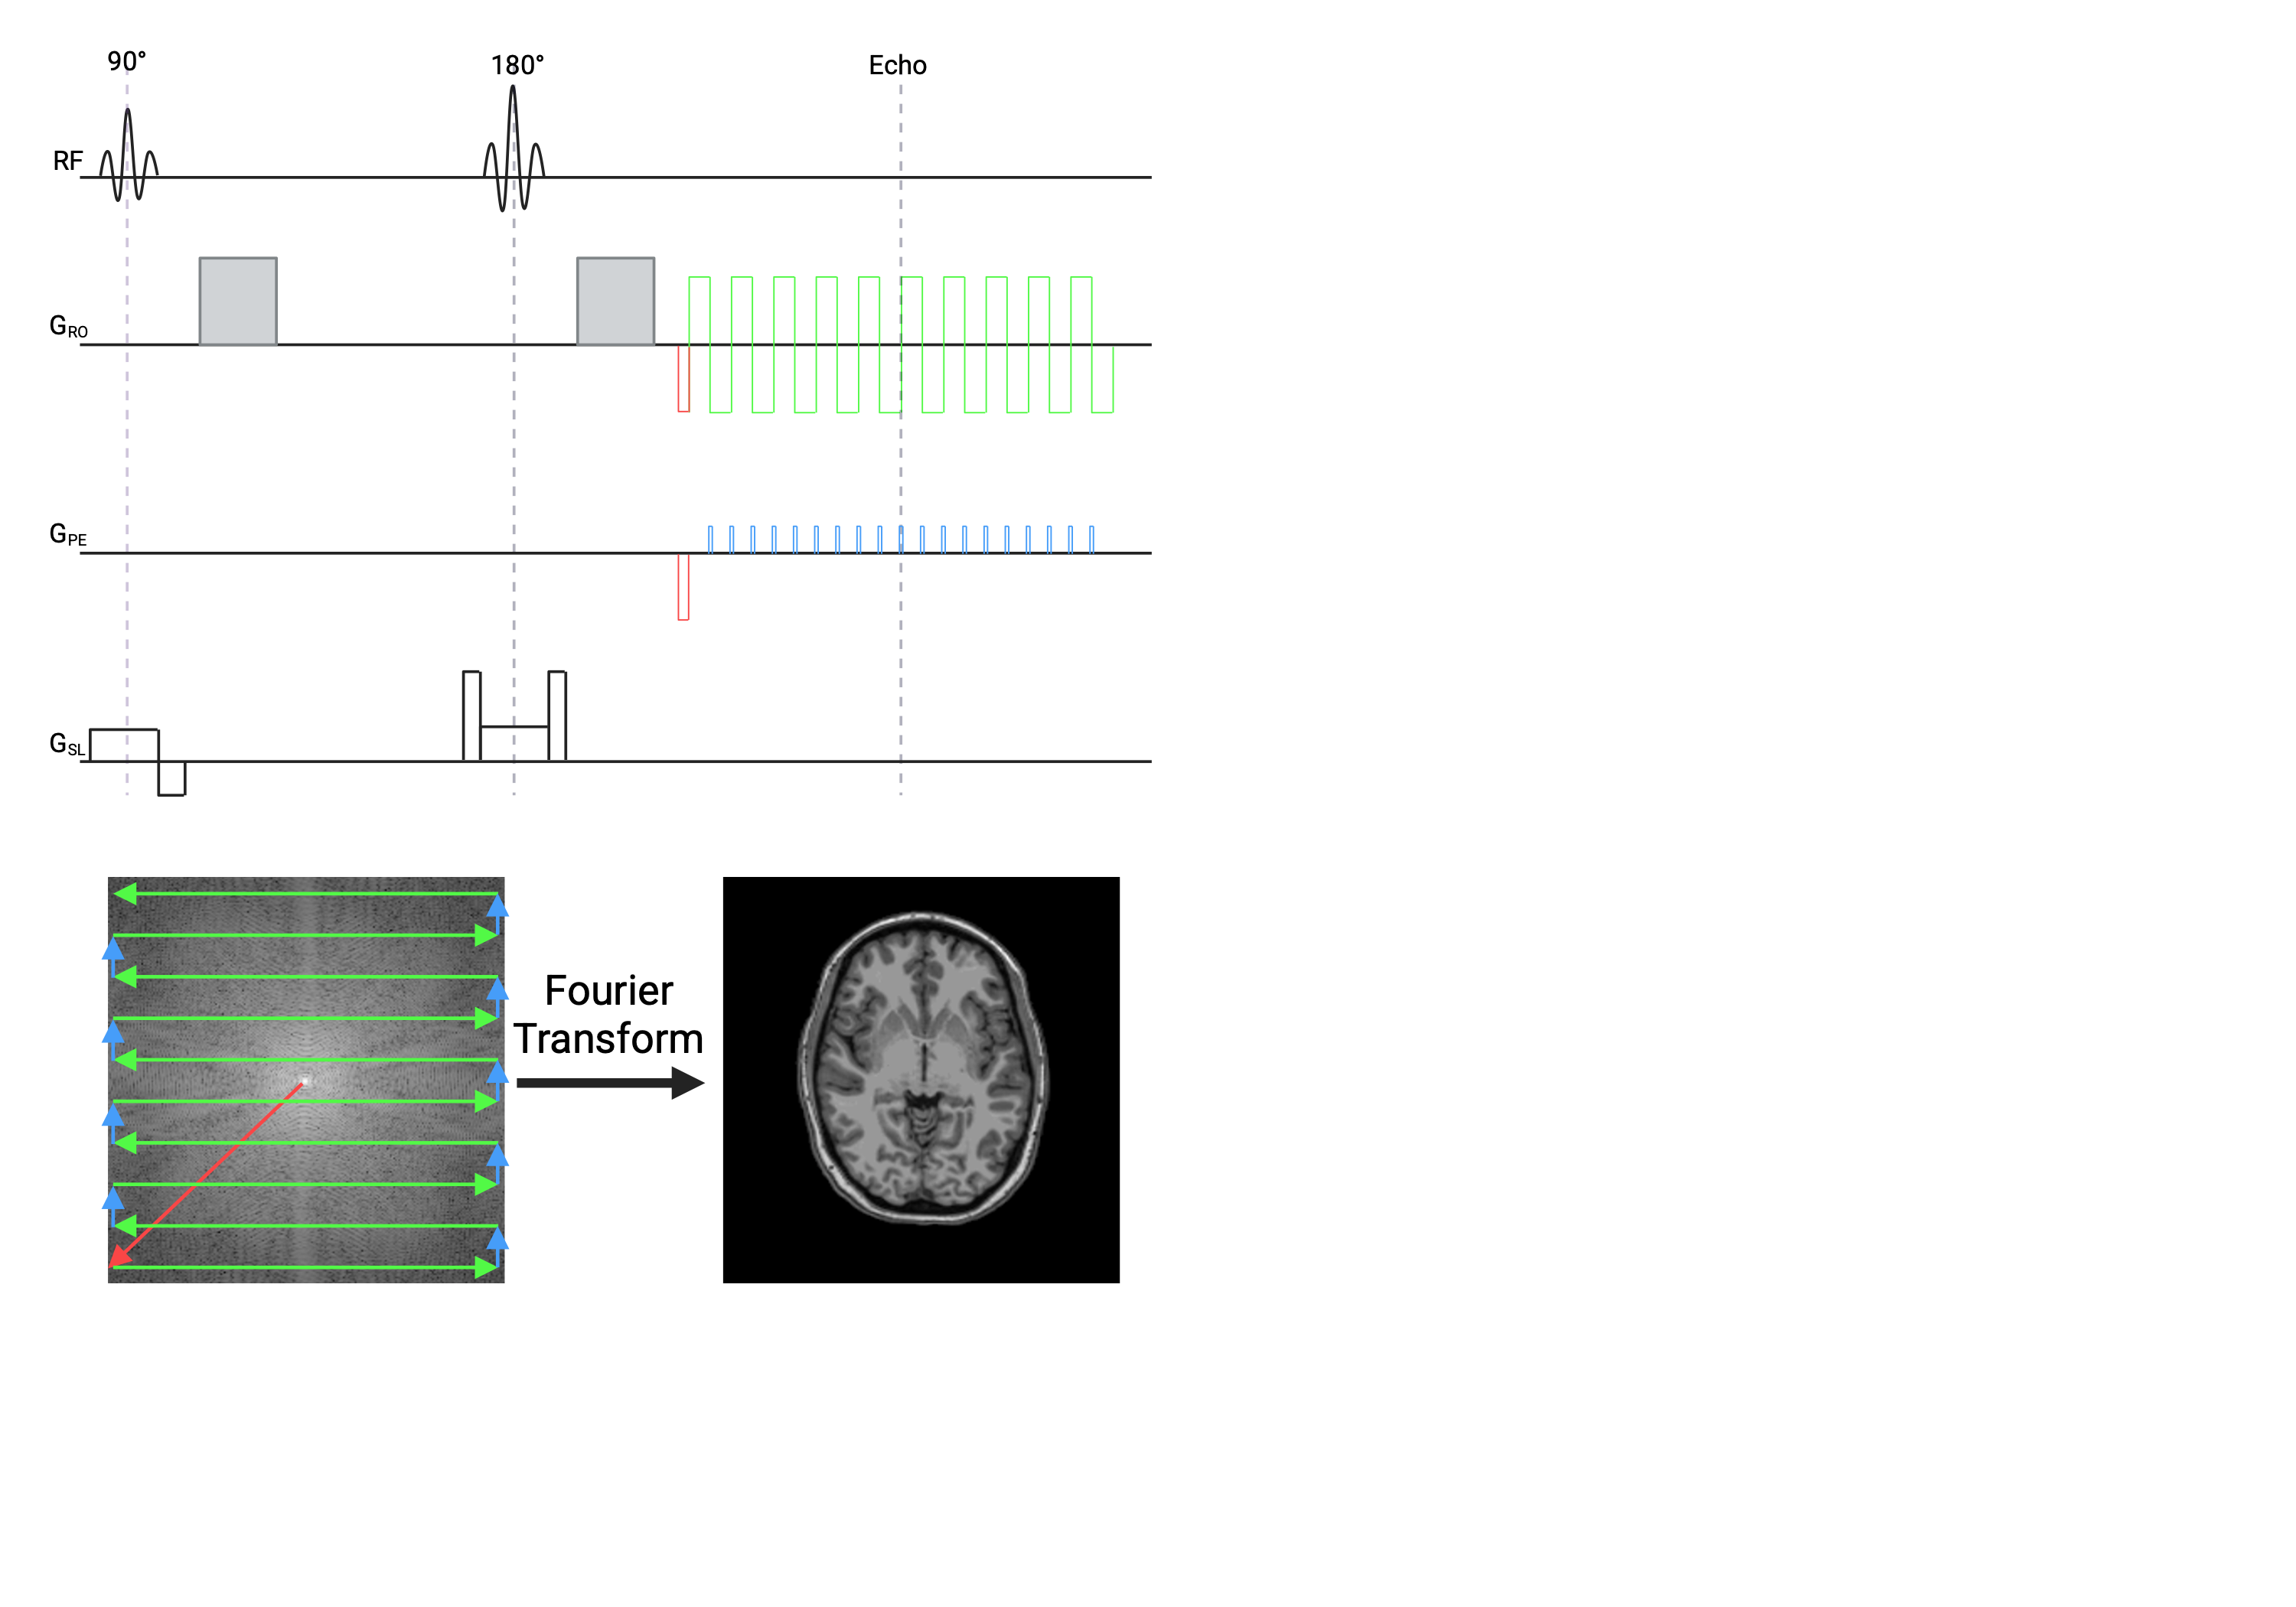 90°
180°
Echo
RF
GRO
GPE
GSL
Fourier
Transform